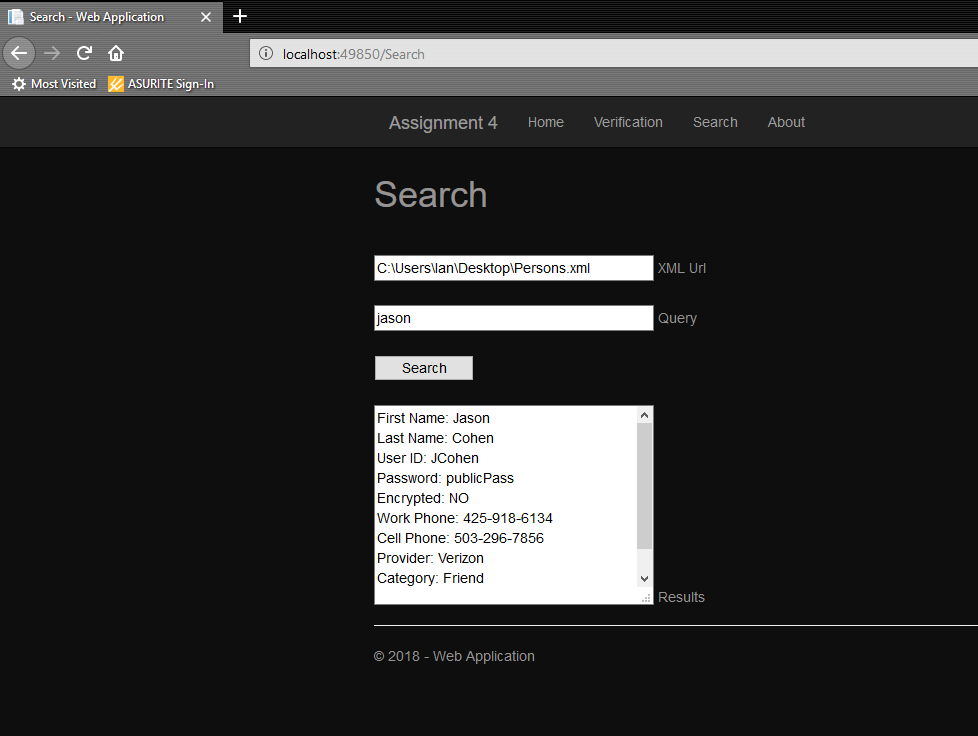 Search - Web Application
localhost:49850/Search
Most Visited ASURITE Sign-In
Assignment 4 Home Verification Search About
Search
C:\Users\Ian\Desktop\Persons.xml XML Url
jason Query
Search
First Name: Jason
Last Name: Cohen
User ID: JCohen
Password: publicPass
Encrypted: NO
Work Phone: 425-918-6134
Cell Phone: 503-296-7856
Provider: Verizon
Category: Friend
Results
© 2018 - Web Application